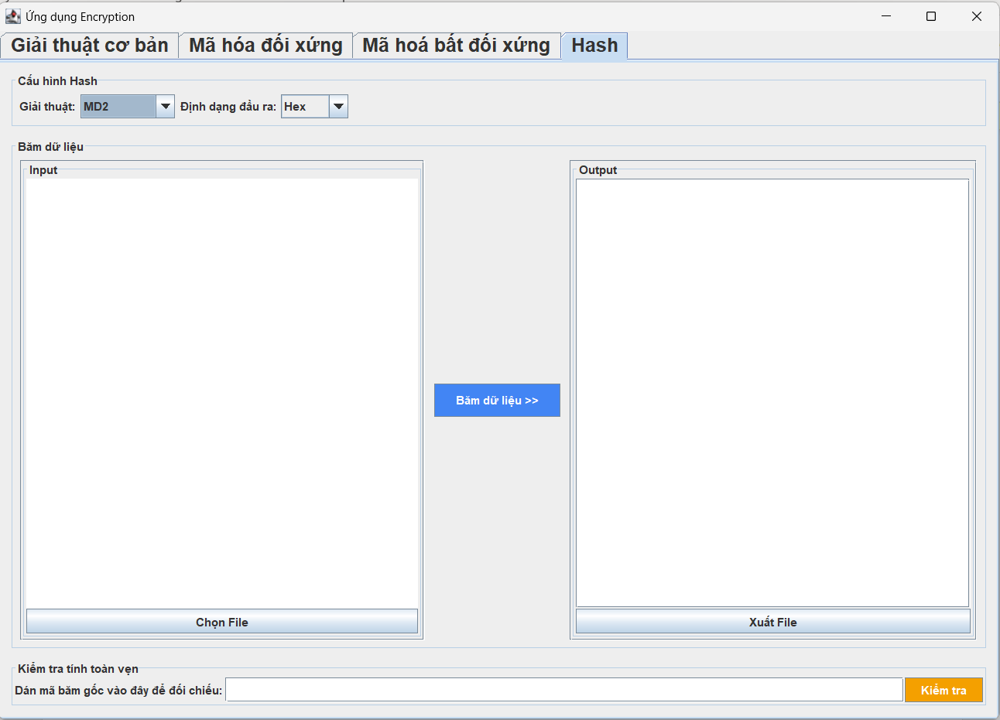 Ứng dụng Encryption
Giải thuật cơ bản Mã hóa đối xứng Mã hoá bất đối xứng Hash
Cấu hình Hash
Giải thuật: MD2 Định dạng đầu ra: Hex
Băm dữ liệu
Input Output
Băm dữ liệu >>
Chọn File Xuất File
Kiểm tra tính toàn vẹn
Dán mã băm gốc vào đây để đối chiếu: Kiểm tra